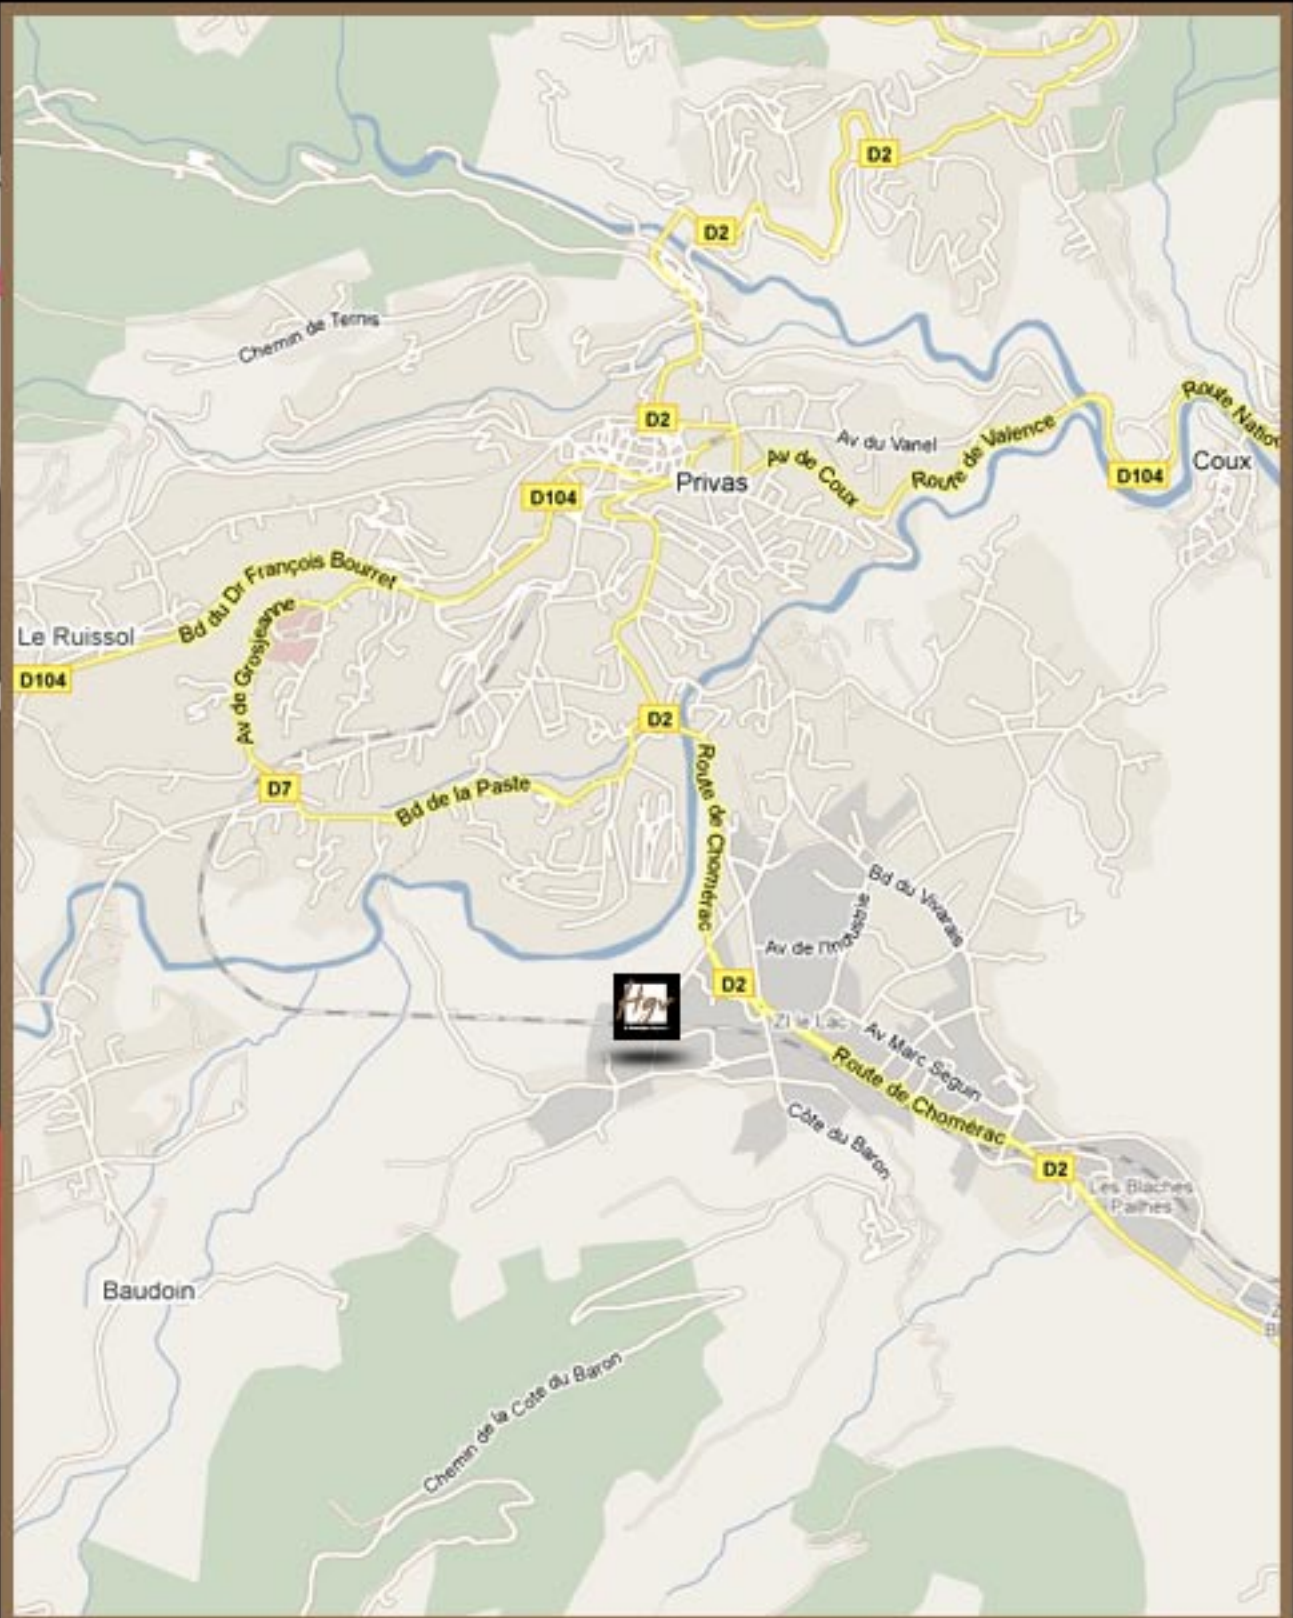 D2
D2
Chemin de Ternis
Route Natio
D2
Av du Vanel
Route de Valence
Av de Coux
Coux
D104
Privas
D104
Bd du Dr François Bourret
Av de Grosjeanne
Le Ruissol
D104
D2
Route de Chomérac
D7
Bd de la Paste
Bd du Vivarais
Av de l'Industrie
D2
ZI le Lac
Av Marc Seguin
Route de Chomérac
Côte du Baron
D2
Les Blaches
Pailhes
Baudoin
Chemin de la Cote du Baron